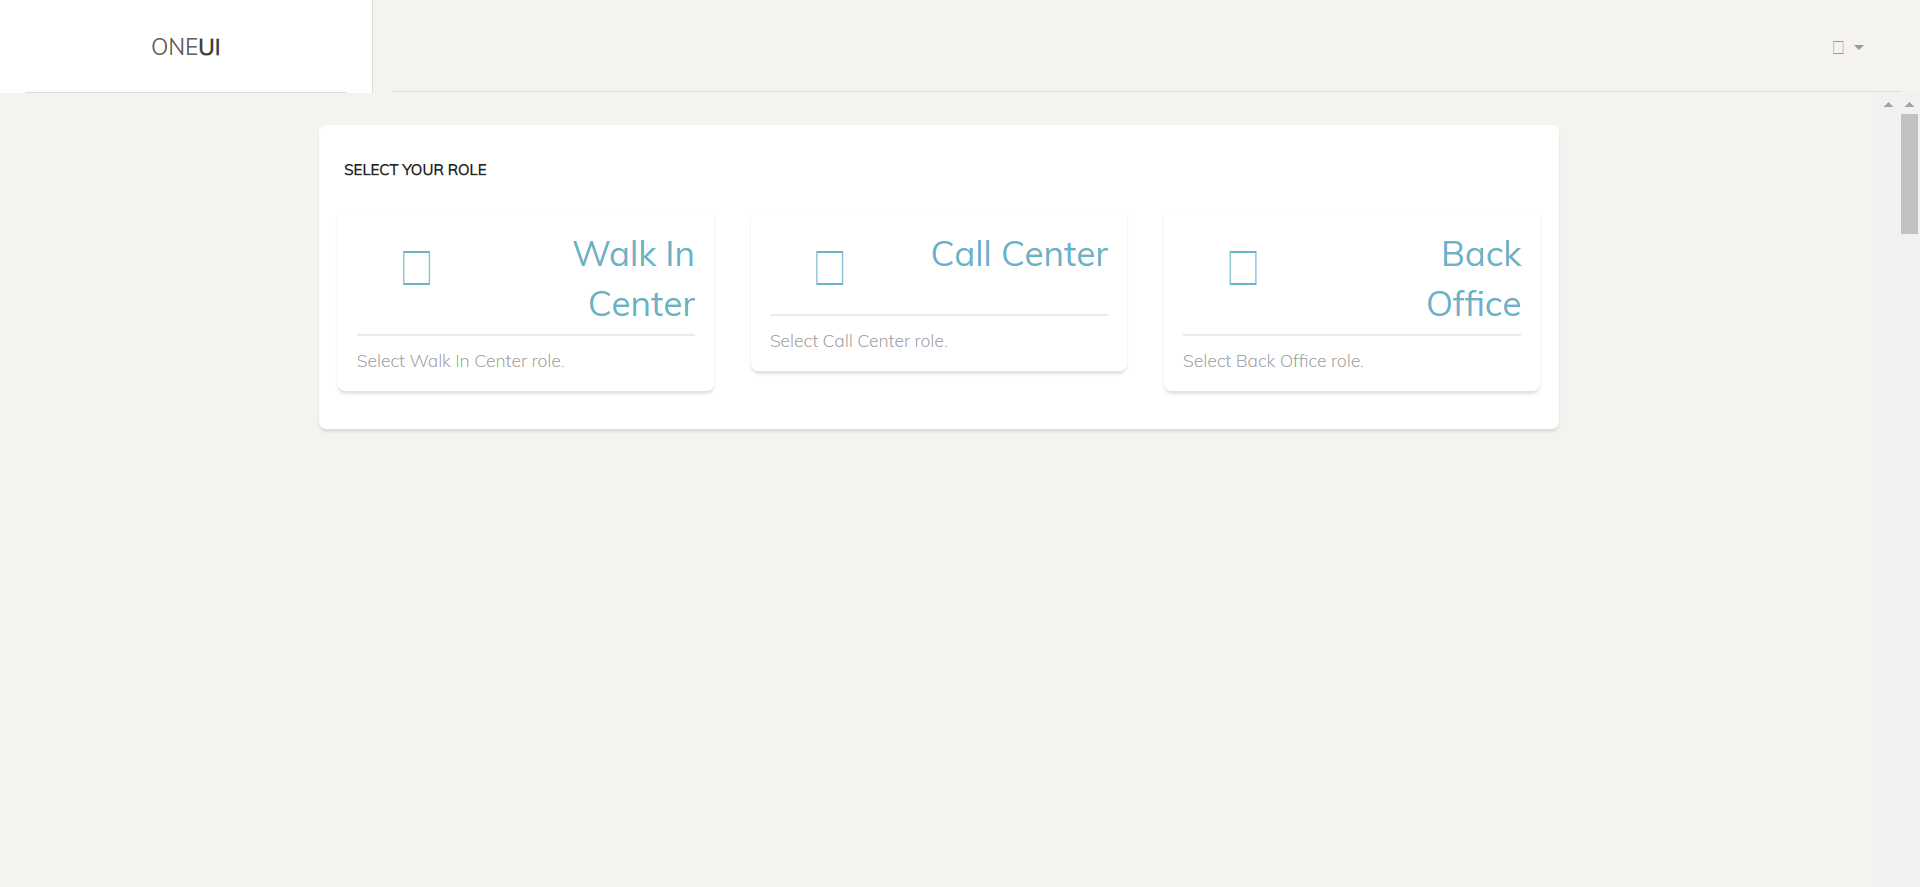 ONEUI
SELECT YOUR ROLE
Walk In
Center
Select Walk In Center role.
Call Center
Select Call Center role.
Back
Office
Select Back Office role.